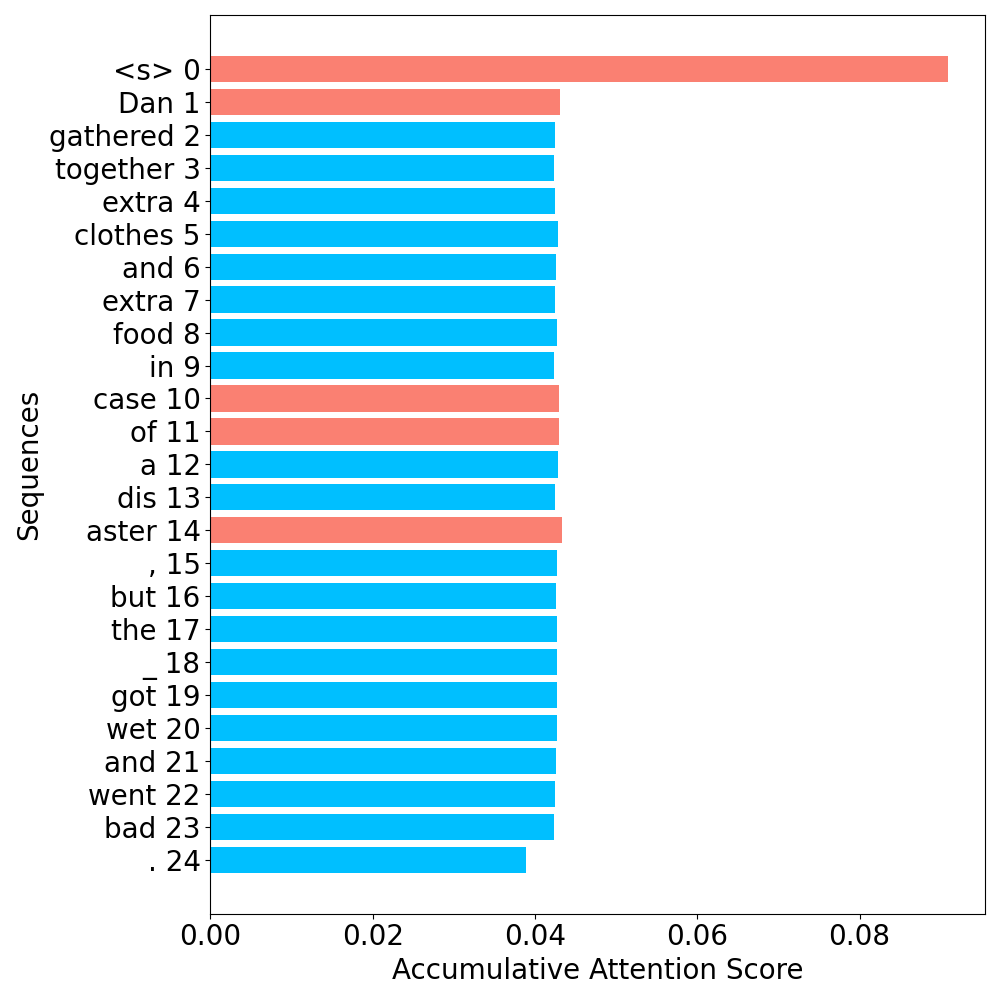 <s> 0
Dan 1
gathered 2
together 3
extra 4
clothes 5
and 6
extra 7
food 8
in 9
case 10
of 11
a 12
dis 13
aster 14
, 15
but 16
the 17
_ 18
got 19
wet 20
and 21
went 22
bad 23
. 24
Sequences
0.00 0.02 0.04 0.06 0.08
Accumulative Attention Score